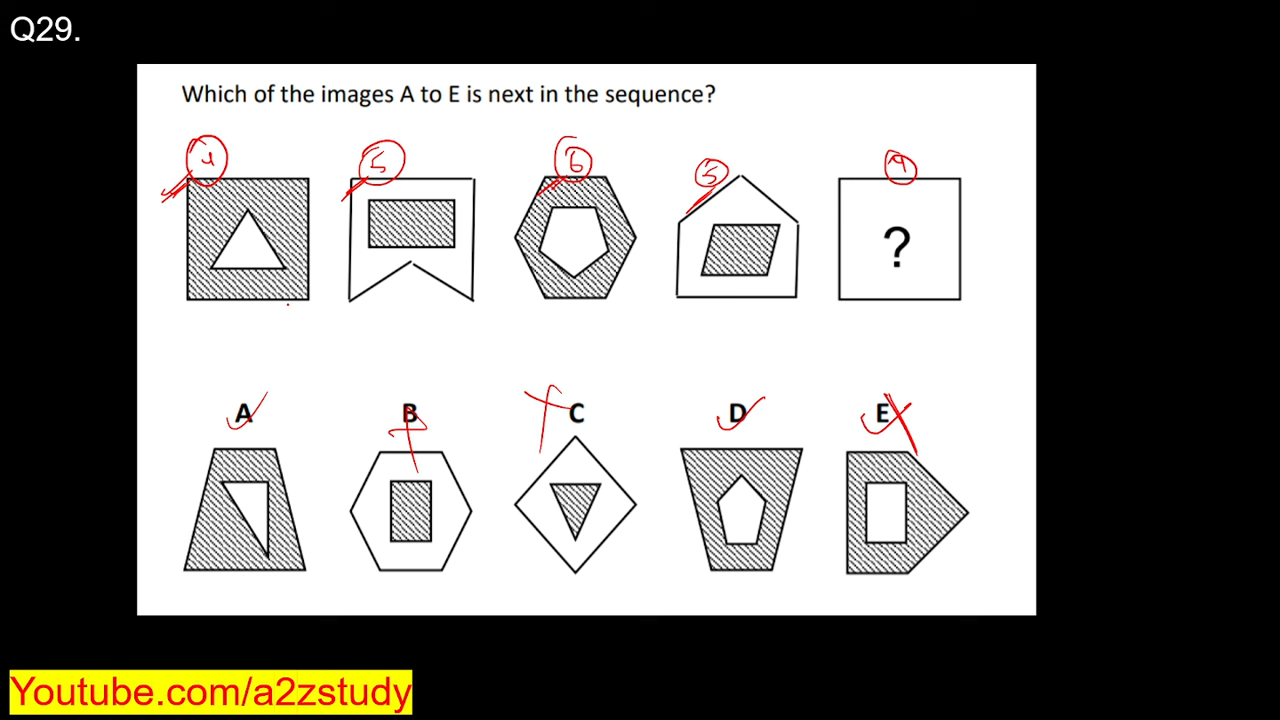 Q29.
Which of the images A to E is next in the sequence?
4 5 6 5 4
?
A B C D E
Youtube.com/a2zstudy